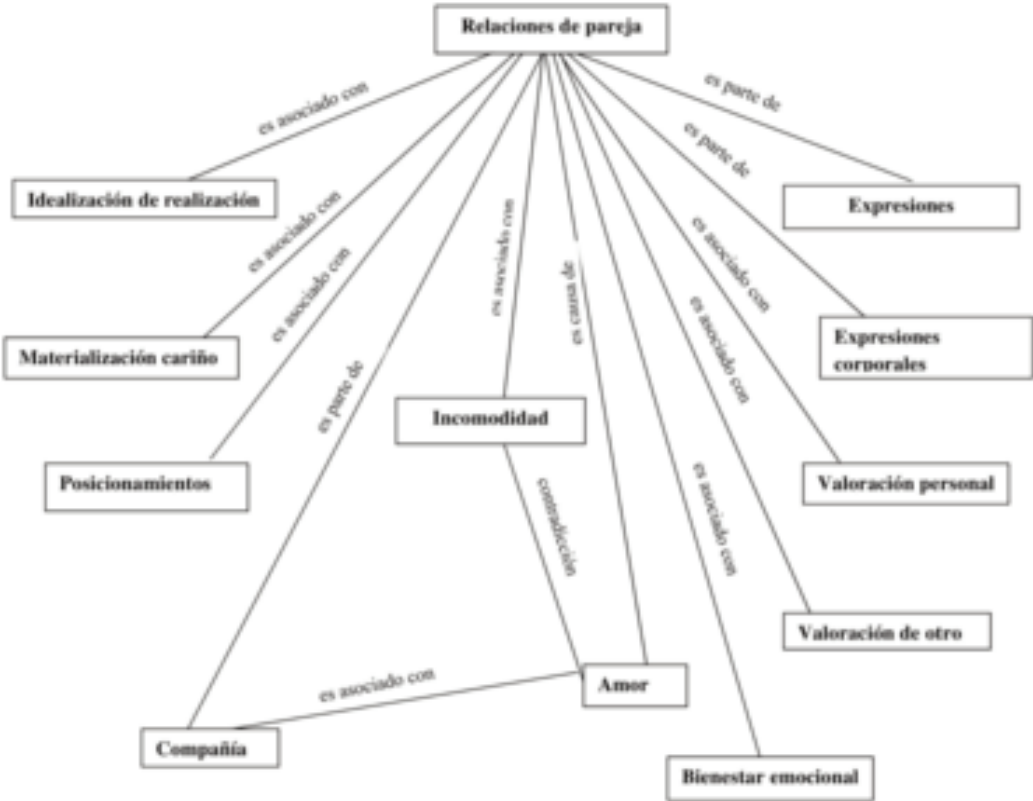 Relaciones de pareja
es asociado con
es parte de
es parte de
Idealización de realización
Expresiones
es asociado con
es asociado con
es asociado con
es causa de
es asociado con
es asociado con
Materialización cariño
Expresiones
corporales
es parte de
Incomodidad
Posicionamientos
Valoración personal
contradicción
es asociado con
Valoración de otro
es asociado con
Amor
Compañía
Bienestar emocional